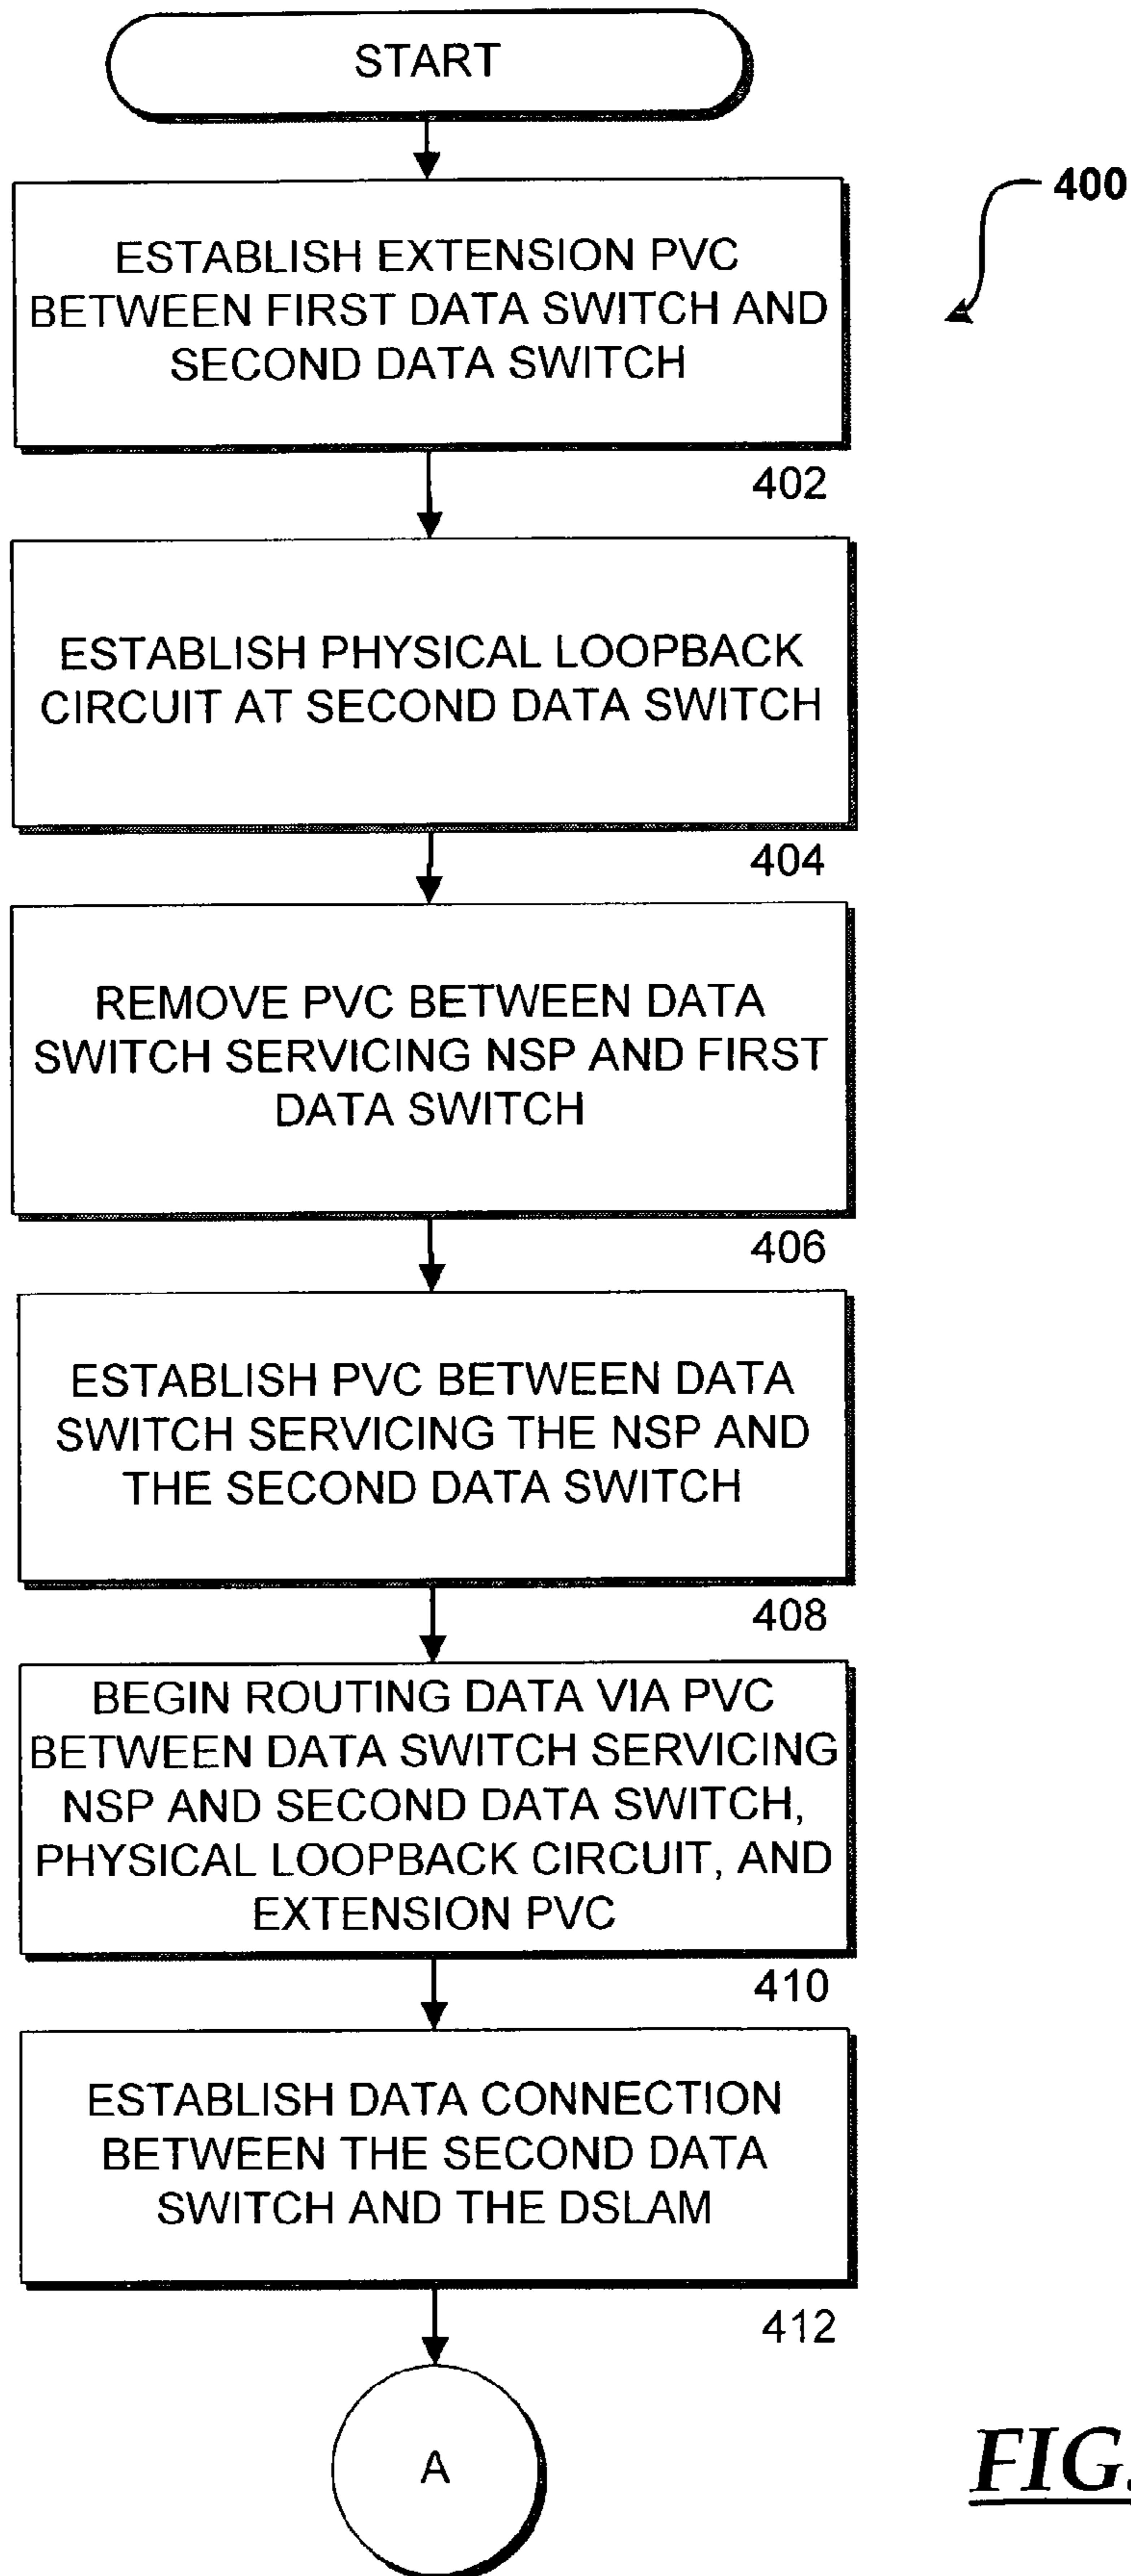 START
400
ESTABLISH EXTENSION PVC
BETWEEN FIRST DATA SWITCH AND
SECOND DATA SWITCH
402
ESTABLISH PHYSICAL LOOPBACK
CIRCUIT AT SECOND DATA SWITCH
404
REMOVE PVC BETWEEN DATA
SWITCH SERVICING NSP AND FIRST
DATA SWITCH
406
ESTABLISH PVC BETWEEN DATA
SWITCH SERVICING THE NSP AND
THE SECOND DATA SWITCH
408
BEGIN ROUTING DATA VIA PVC
BETWEEN DATA SWITCH SERVICING
NSP AND SECOND DATA SWITCH,
PHYSICAL LOOPBACK CIRCUIT, AND
EXTENSION PVC
410
ESTABLISH DATA CONNECTION
BETWEEN THE SECOND DATA
SWITCH AND THE DSLAM
412
A
FIG.